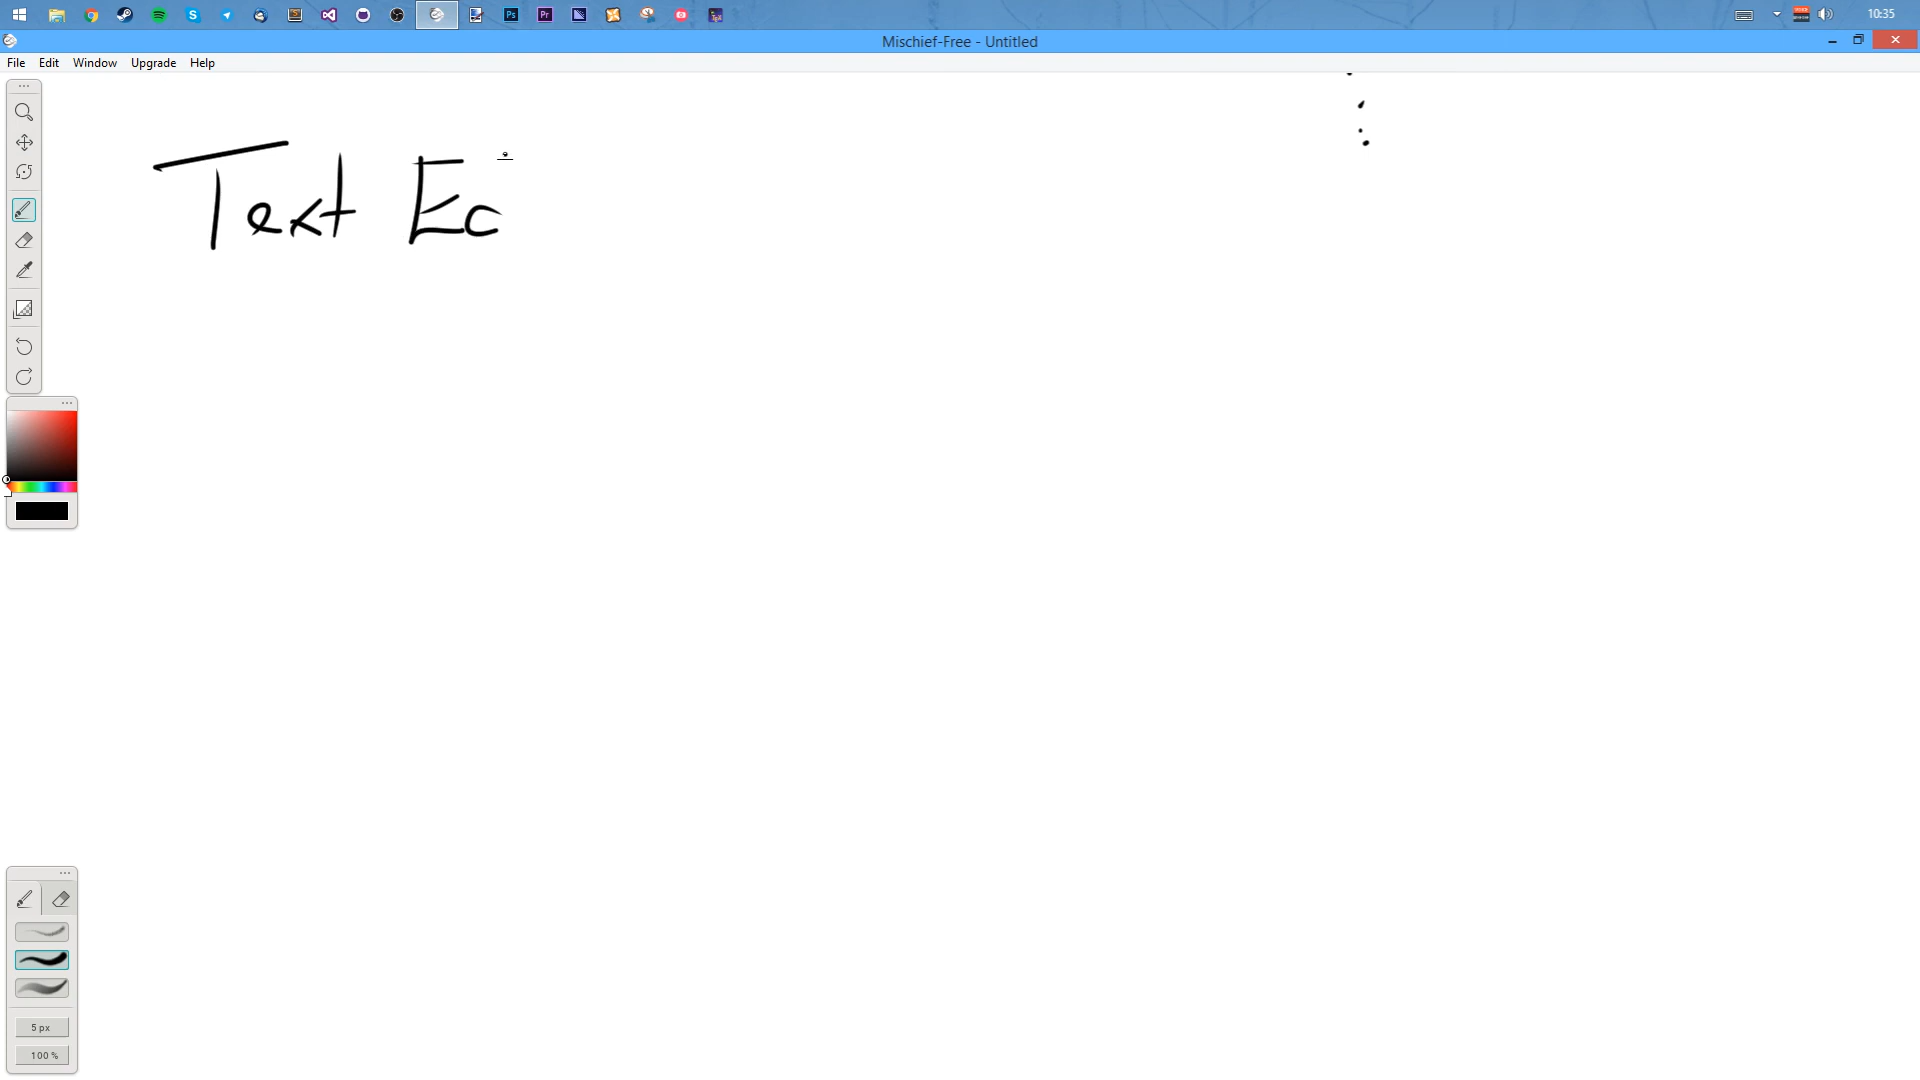 10:35
Mischief-Free - Untitled
File Edit Window Upgrade Help
Text Ec
5 px
100 %